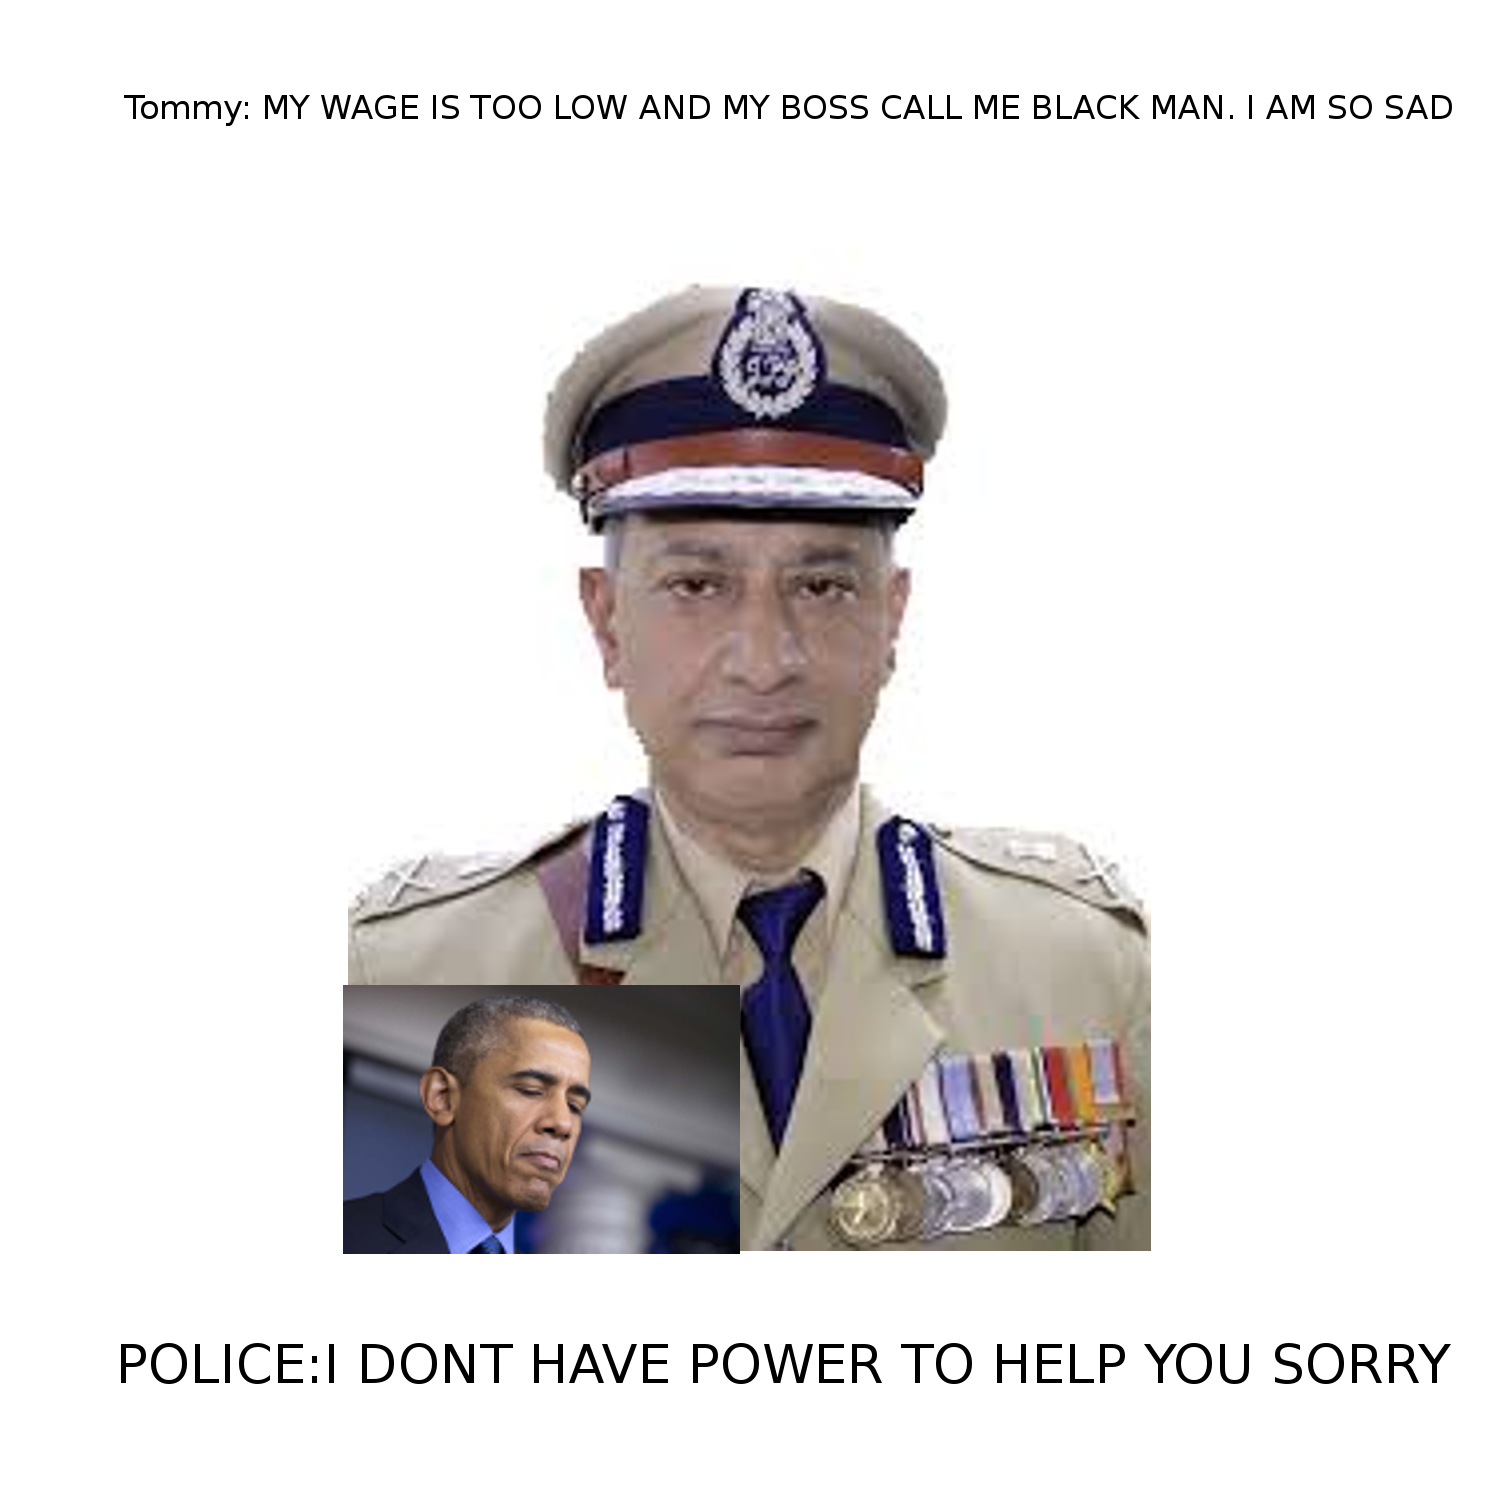 Tommy: MY WAGE IS TOO LOW AND MY BOSS CALL ME BLACK MAN. I AM SO SAD
POLICE:I DONT HAVE POWER TO HELP YOU SORRY